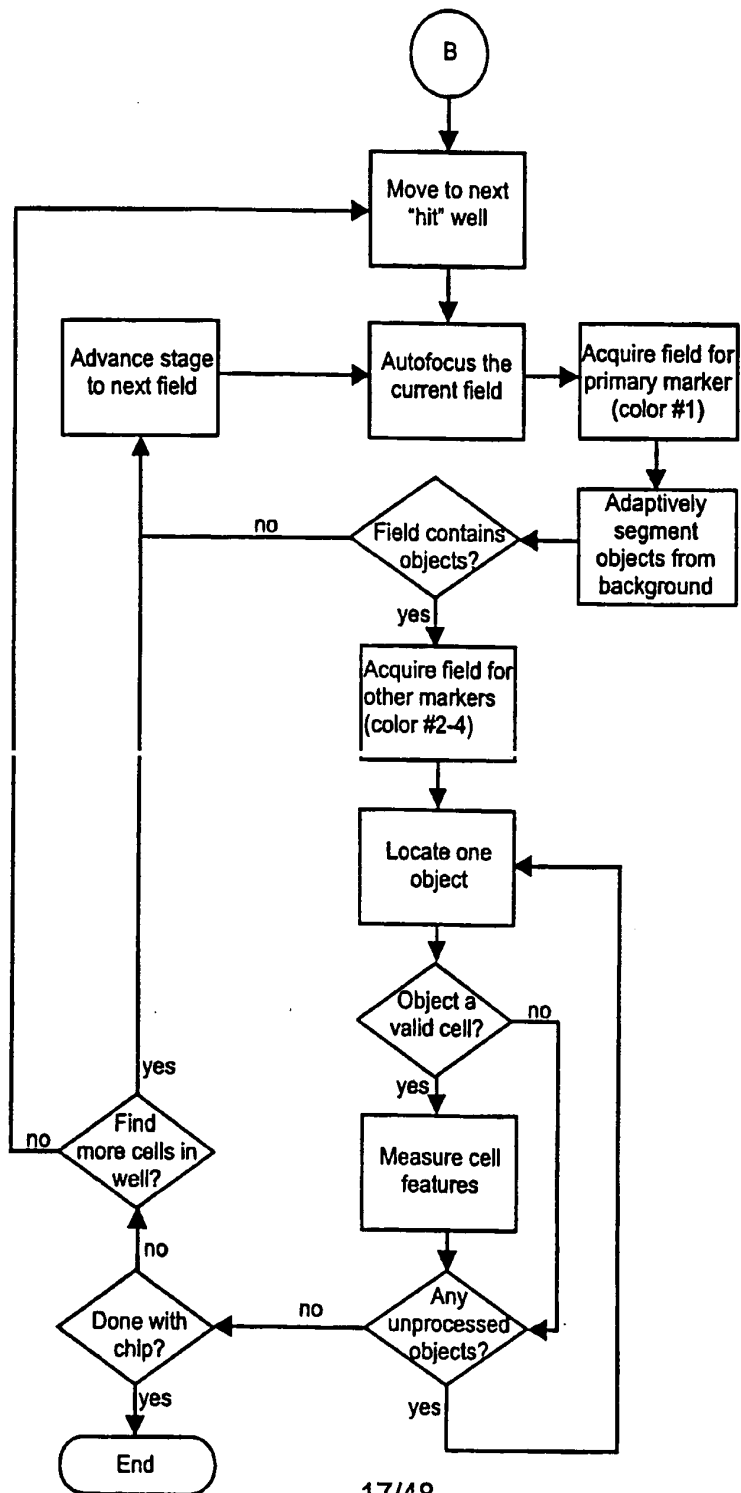 B
Move to next
"hit" well
Advance stage
to next field
Autofocus the
current field
Acquire field for
primary marker
(color #1)
Adaptively
segment
objects from
background
Field contains
objects?
no
yes
Acquire field for
other markers
(color #2-4)
Locate one
object
Object a
valid cell?
no
yes
Measure cell
features
Any
unprocessed
objects?
yes
no
Done with
chip?
no
yes
Find
more cells in
well?
yes
no
End
17/48